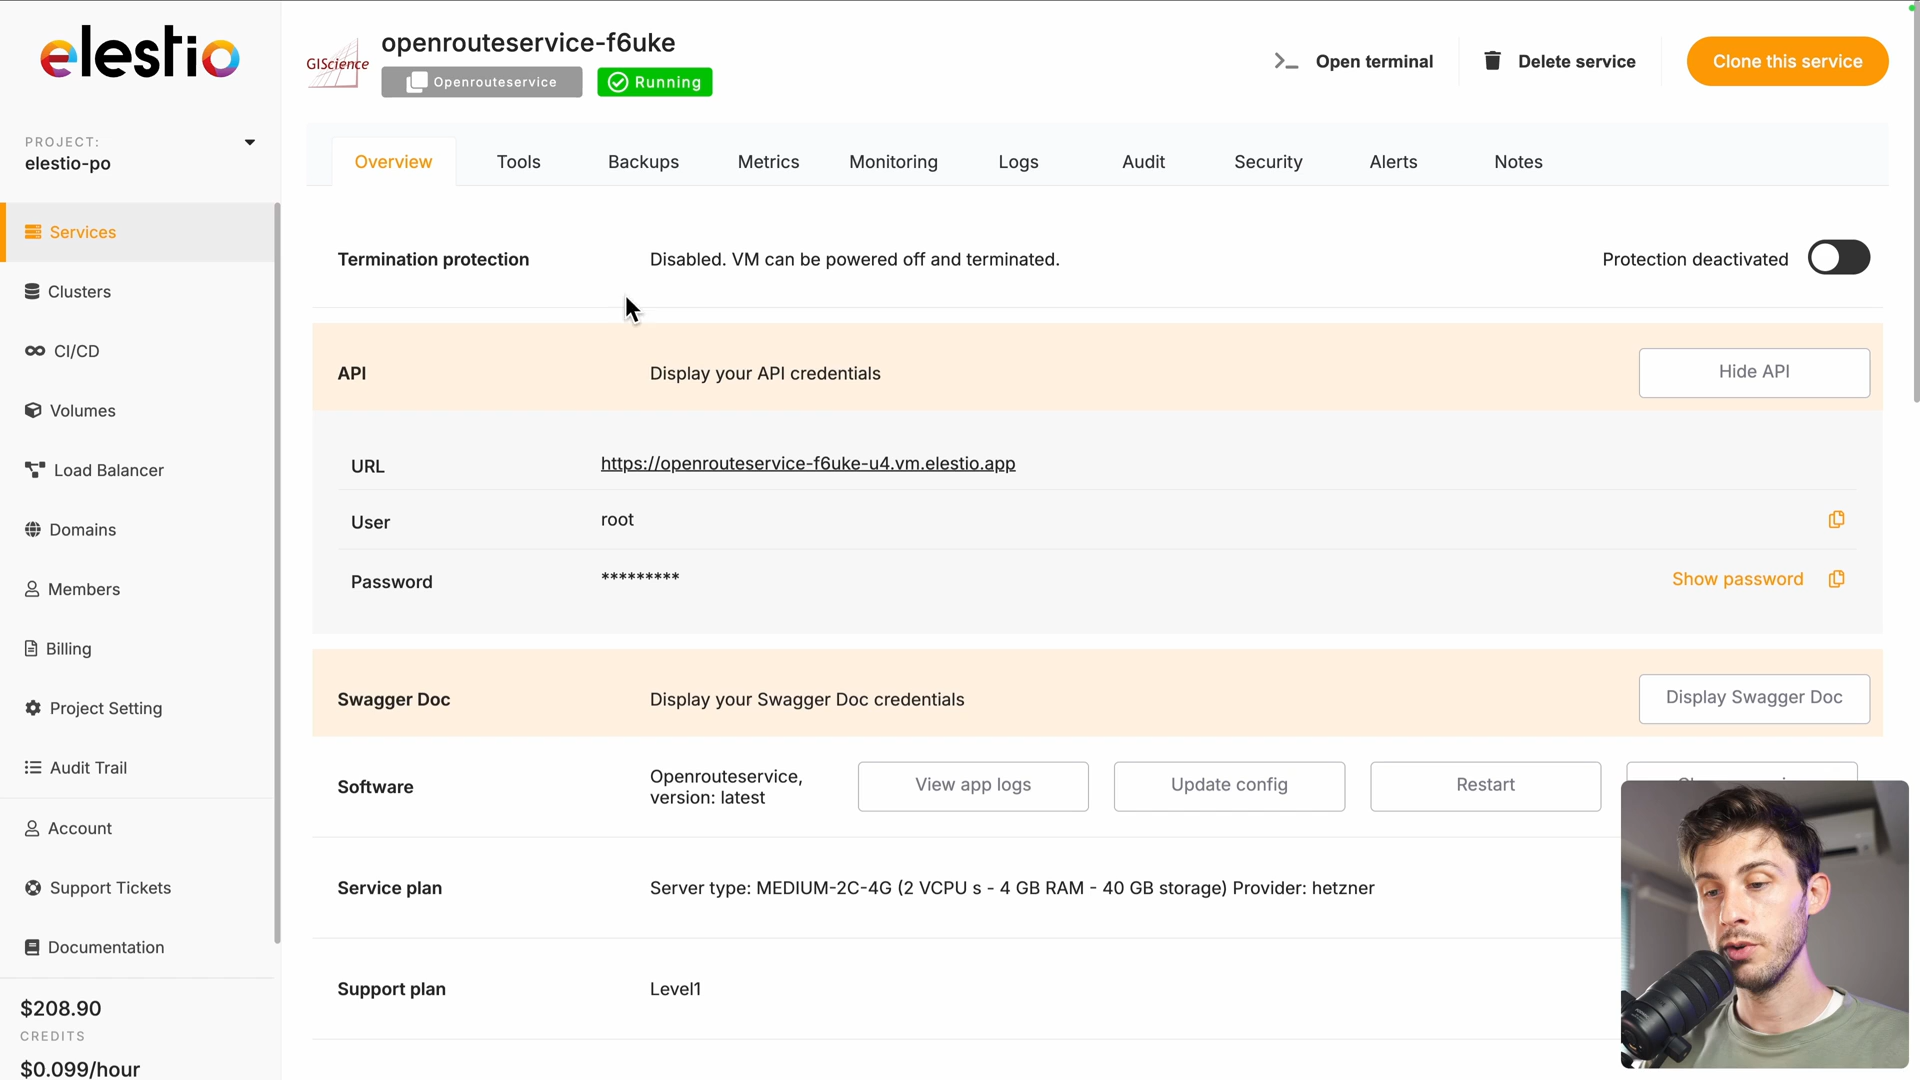 elestio
PROJECT:
elestio-po
Services
Clusters
CI/CD
Volumes
Load Balancer
Domains
Members
Billing
Project Setting
Audit Trail
Account
Support Tickets
Documentation
$208.90
CREDITS
$0.099/hour
GIScience
openrouteservice-f6uke
Openrouteservice
Running
Open terminal
Delete service
Clone this service
Overview Tools Backups Metrics Monitoring Logs Audit Security Alerts Notes
Termination protection Disabled. VM can be powered off and terminated. Protection deactivated
API Display your API credentials Hide API
URL https://openrouteservice-f6uke-u4.vm.elestio.app
User root
Password ********* Show password
Swagger Doc Display your Swagger Doc credentials Display Swagger Doc
Software Openrouteservice,
version: latest
View app logs Update config Restart
Service plan Server type: MEDIUM-2C-4G (2 VCPU s - 4 GB RAM - 40 GB storage) Provider: hetzner
Support plan Level1